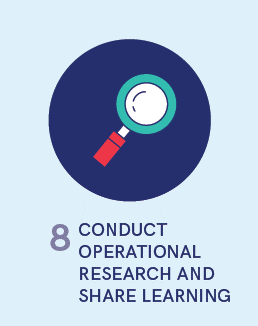 8 CONDUCT
OPERATIONAL
RESEARCH AND
SHARE LEARNING